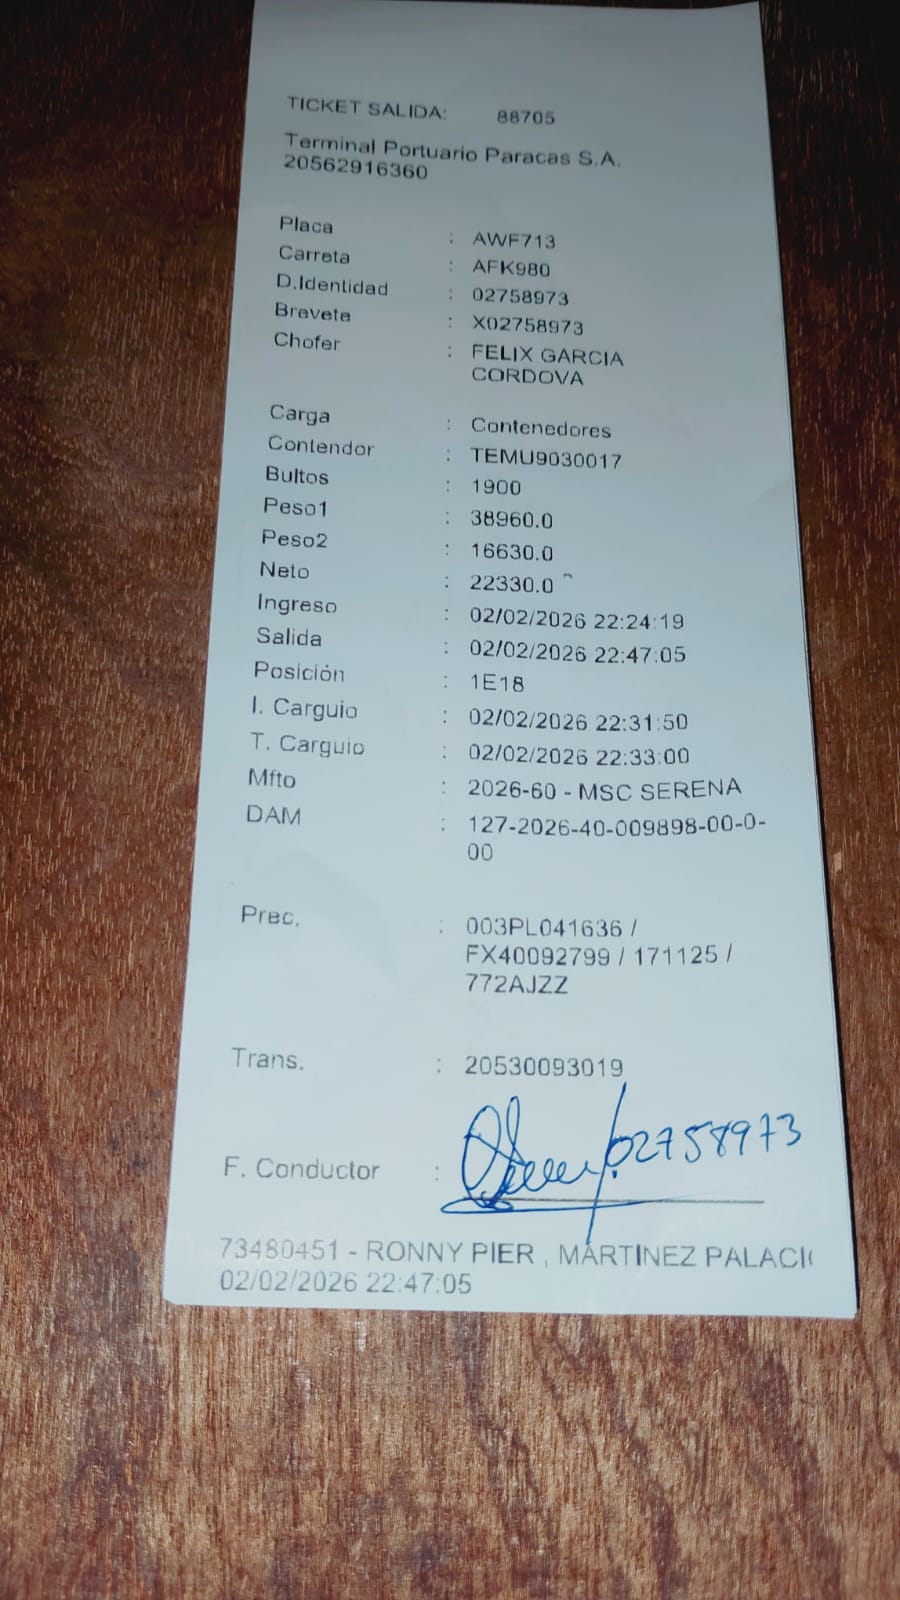 TICKET SALIDA: 88705
Terminal Portuario Paracas S.A.
20562916360
Placa : AWF713
Carreta : AFK980
D.Identidad : 02758973
Brevete : X02758973
Chofer : FELIX GARCIA
CORDOVA
Carga : Contenedores
Contendor : TEMU9030017
Bultos : 1900
Peso1 : 38960.0
Peso2 : 16630.0
Neto : 22330.0
Ingreso : 02/02/2026 22:24:19
Salida : 02/02/2026 22:47:05
Posición : 1E18
I. Carguio : 02/02/2026 22:31:50
T. Carguio : 02/02/2026 22:33:00
Mfto : 2026-60 - MSC SERENA
DAM : 127-2026-40-009898-00-0-
00
Prec. : 003PL041636 /
FX40092799 / 171125 /
772AJZZ
Trans. : 20530093019
F. Conductor : 02758973
73480451 - RONNY PIER , MARTINEZ PALACI
02/02/2026 22:47:05